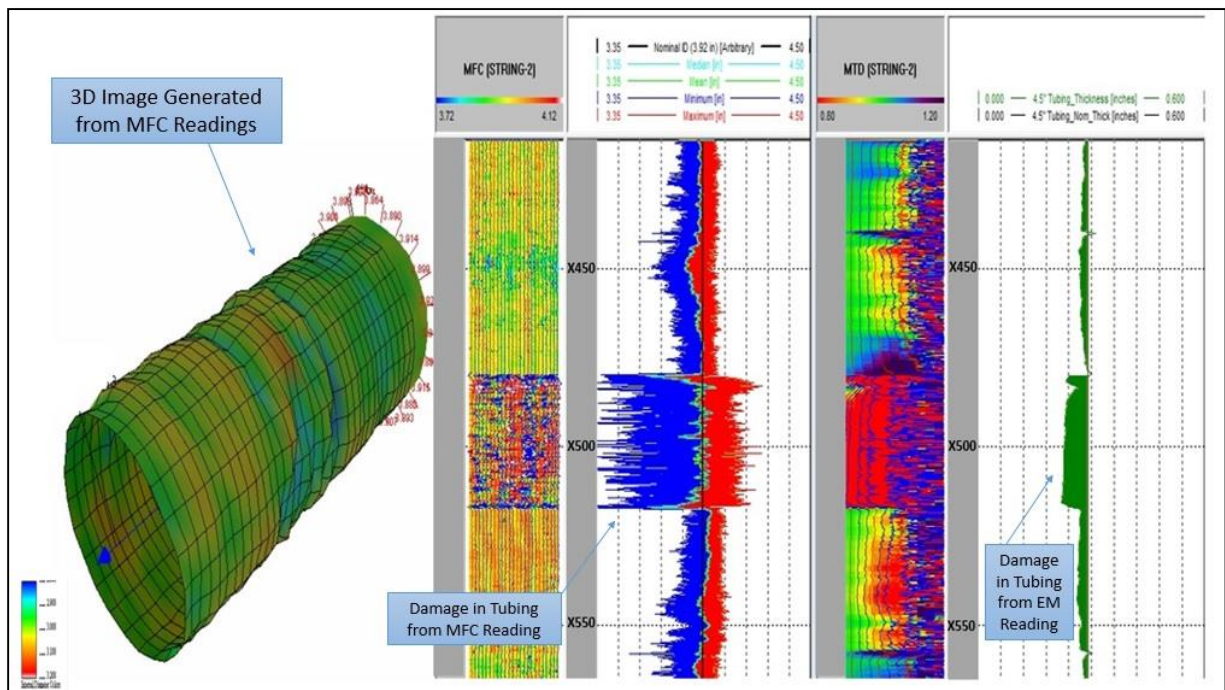 3D Image Generated
from MFC Readings
MFC (STRING-2)
3.72 4.12
3.35 Nominal ID (3.92 in) [Arbitrary] 4.50
3.35 Median [in] 4.50
3.35 Mean [in] 4.50
3.35 Minimum [in] 4.50
3.35 Maximum [in] 4.50
MTD (STRING-2)
0.80 1.20
0.000 4.5" Tubing_Thickness [inches] 0.600
0.000 4.5" Tubing_Nom_Thick [inches] 0.600
X450
X500
X550
X450
X500
X550
3.914
Damage in Tubing
from MFC Reading
Damage
in Tubing
from EM
Reading